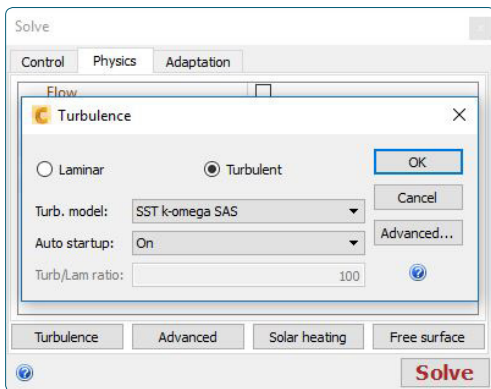 Solve
Control Physics Adaptation
Flow
Turbulence
Laminar Turbulent OK
Cancel
Turb. model: SST k-omega SAS
Advanced...
Auto startup: On
Turb/Lam ratio: 100
Turbulence Advanced Solar heating Free surface
Solve